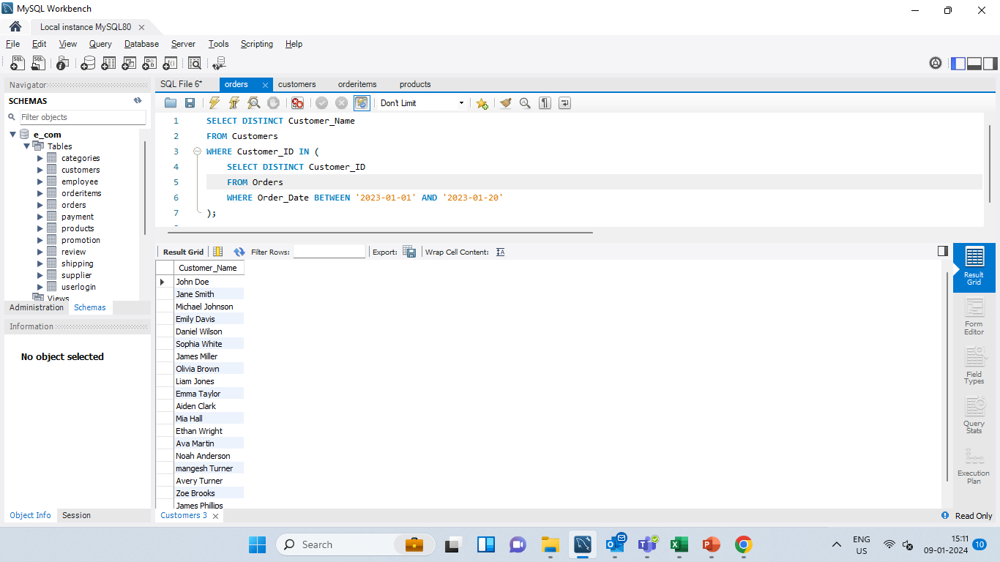 MySQL Workbench
Local instance MySQL80
File Edit View Query Database Server Tools Scripting Help
Navigator
SCHEMAS
Filter objects
e_com
Tables
categories
customers
employee
orderitems
orders
payment
products
promotion
review
shipping
supplier
userlogin
Views
Administration Schemas
Information
No object selected
Object Info Session
SQL File 6* orders customers orderitems products
Don't Limit
1 SELECT DISTINCT Customer_Name
2 FROM Customers
3 WHERE Customer_ID IN (
4 SELECT DISTINCT Customer_ID
5 FROM Orders
6 WHERE Order_Date BETWEEN '2023-01-01' AND '2023-01-20'
7 );
Result Grid Filter Rows: Export: Wrap Cell Content:
Customer_Name
John Doe
Jane Smith
Michael Johnson
Emily Davis
Daniel Wilson
Sophia White
James Miller
Olivia Brown
Liam Jones
Emma Taylor
Aiden Clark
Mia Hall
Ethan Wright
Ava Martin
Noah Anderson
mangesh Turner
Avery Turner
Zoe Brooks
James Phillips
Result
Grid
Form
Editor
Field
Types
Query
Stats
Execution
Plan
Customers 3
Read Only
Search
ENG
US
15:11
09-01-2024
10